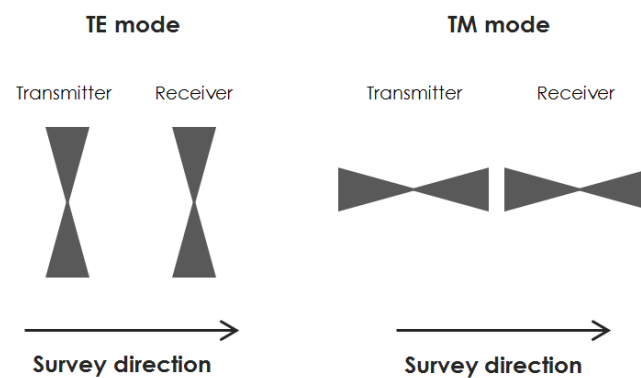 TE mode
TM mode
Transmitter
Receiver
Transmitter
Receiver
Survey direction
Survey direction